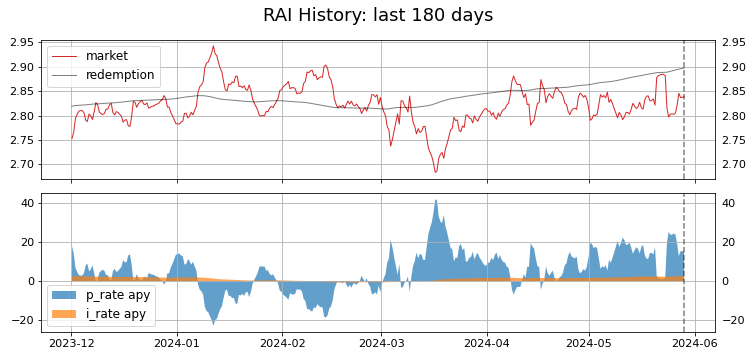 RAI History: last 180 days
2.95 2.95
market
2.90 2.90
redemption
2.85 2.85
2.80 2.80
2.75 2.75
2.70 2.70
40 40
20 20
0 0
p_rate apy
i_rate apy
−20 −20
2023-12 2024-01 2024-02 2024-03 2024-04 2024-05 2024-06